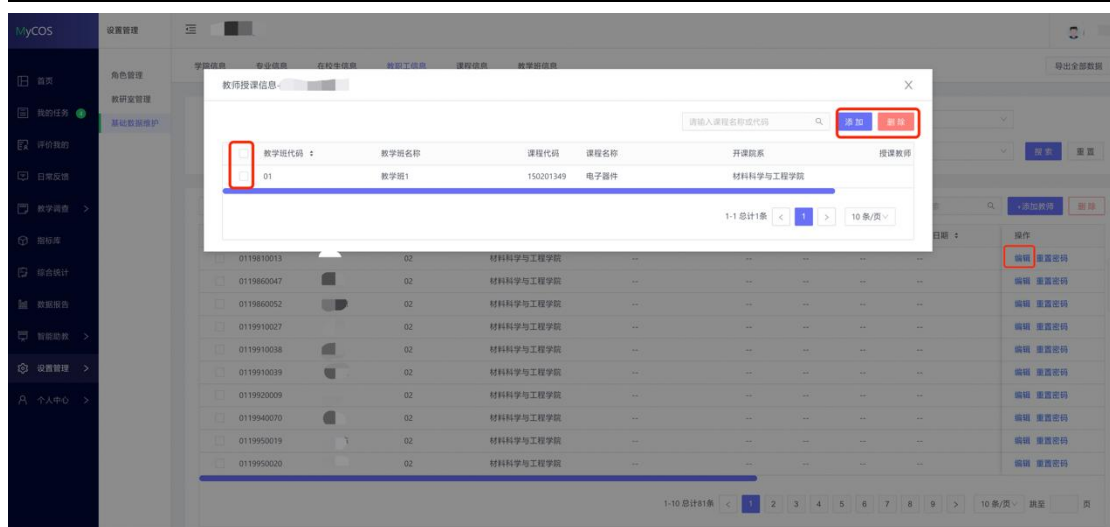 MyCOS
设置管理
首页
我的任务
评价我的
日常反馈
教学调查 >
指标库
综合统计
数据报告
智能助教 >
设置管理 >
个人中心 >
角色管理
教研室管理
基础数据维护
学院信息 专业信息 在校生信息 教职工信息 课程信息 教学班信息
导出全部数据
教师授课信息-
请输入课程名称或代码 添加 删除
教学班代码 教学班名称 课程代码 课程名称 开课院系 授课教师
01 教学班1 150201349 电子器件 材料科学与工程学院
1-1 总计1条 < 1 > 10 条/页
搜索 重置
+添加教师 删除
日期 操作
0119810013 02 材料科学与工程学院 -- -- -- -- 编辑 重置密码
0119860047 02 材料科学与工程学院 -- -- -- -- 编辑 重置密码
0119860052 02 材料科学与工程学院 -- -- -- -- 编辑 重置密码
0119910027 02 材料科学与工程学院 -- -- -- -- 编辑 重置密码
0119910038 02 材料科学与工程学院 -- -- -- -- 编辑 重置密码
0119910039 02 材料科学与工程学院 -- -- -- -- 编辑 重置密码
0119920009 02 材料科学与工程学院 -- -- -- -- 编辑 重置密码
0119940070 02 材料科学与工程学院 -- -- -- -- 编辑 重置密码
0119950019 02 材料科学与工程学院 -- -- -- -- 编辑 重置密码
0119950020 02 材料科学与工程学院 -- -- -- -- 编辑 重置密码
1-10 总计81条 < 1 2 3 4 5 6 7 8 9 > 10 条/页 跳至 页